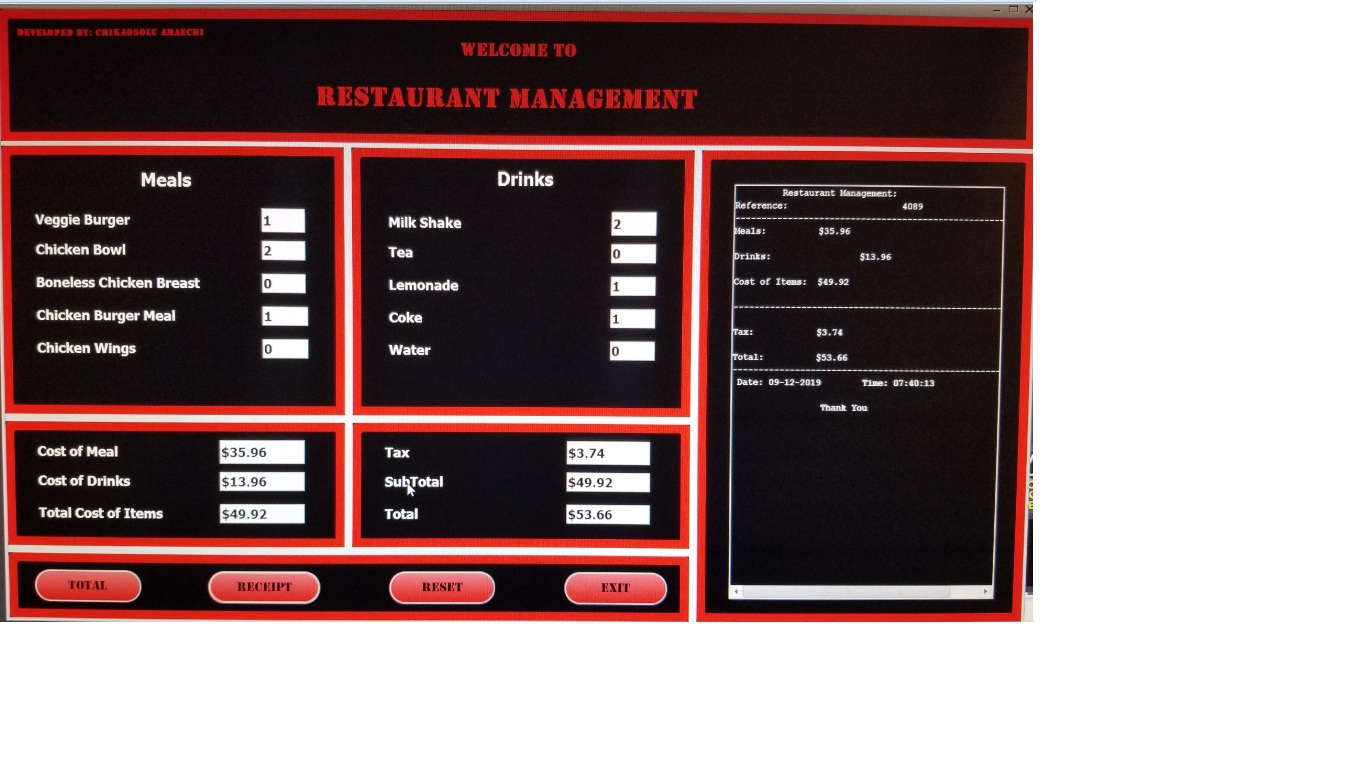 DEVELOPED BY: CHIKAOSOLU AMAECHI
WELCOME TO
RESTAURANT MANAGEMENT
Meals
Veggie Burger 1
Chicken Bowl 2
Boneless Chicken Breast 0
Chicken Burger Meal 1
Chicken Wings 0
Drinks
Milk Shake 2
Tea 0
Lemonade 1
Coke 1
Water 0
Cost of Meal $35.96
Cost of Drinks $13.96
Total Cost of Items $49.92
Tax $3.74
SubTotal $49.92
Total $53.66
TOTAL RECEIPT RESET EXIT
Restaurant Management:
Reference: 4089
Meals: $35.96
Drinks: $13.96
Cost of Items: $49.92
Tax: $3.74
Total: $53.66
Date: 09-12-2019 Time: 07:40:13
Thank You